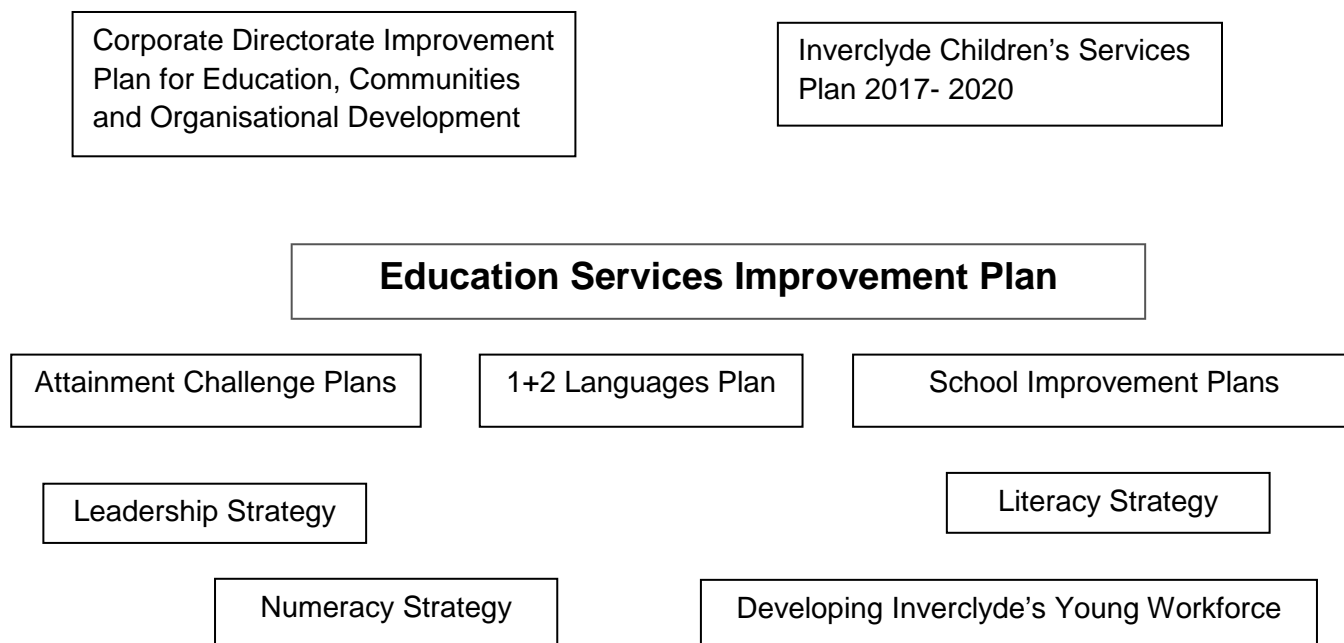 Corporate Directorate Improvement
Plan for Education, Communities
and Organisational Development
Inverclyde Children’s Services
Plan 2017- 2020
Education Services Improvement Plan
Attainment Challenge Plans
1+2 Languages Plan
School Improvement Plans
Leadership Strategy
Literacy Strategy
Numeracy Strategy
Developing Inverclyde’s Young Workforce